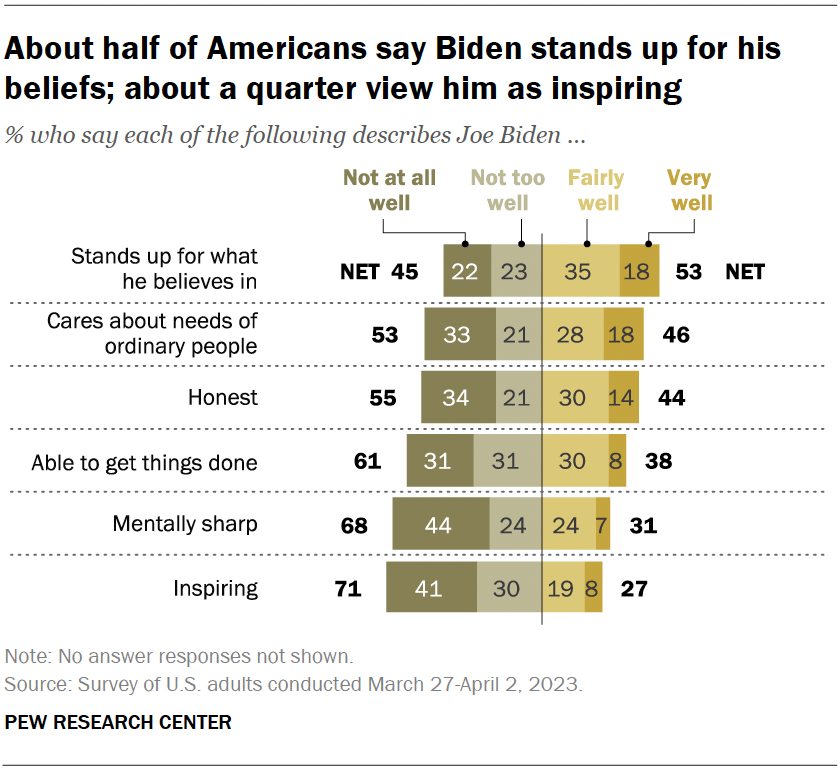 About half of Americans say Biden stands up for his
beliefs; about a quarter view him as inspiring
% who say each of the following describes Joe Biden ...
Not at all well
Not too well
Fairly well
Very well
Stands up for what
he believes in
NET 45 22 23 35 18 53 NET
Cares about needs of
ordinary people
53 33 21 28 18 46
Honest 55 34 21 30 14 44
Able to get things done 61 31 31 30 8 38
Mentally sharp 68 44 24 24 7 31
Inspiring 71 41 30 19 8 27
Note: No answer responses not shown.
Source: Survey of U.S. adults conducted March 27-April 2, 2023.
PEW RESEARCH CENTER